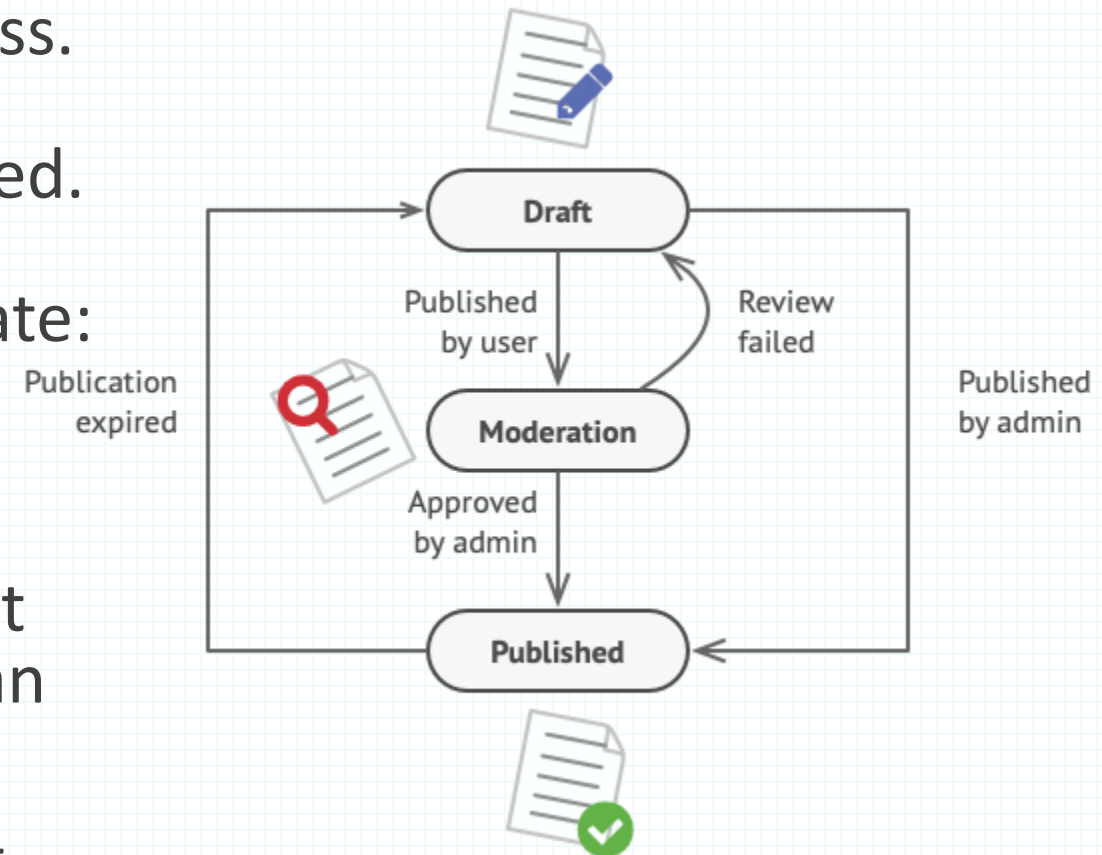 ss.
ed.
ate:
t
an
Draft
Published
by user
Review
failed
Publication
expired
Moderation
Published
by admin
Approved
by admin
Published